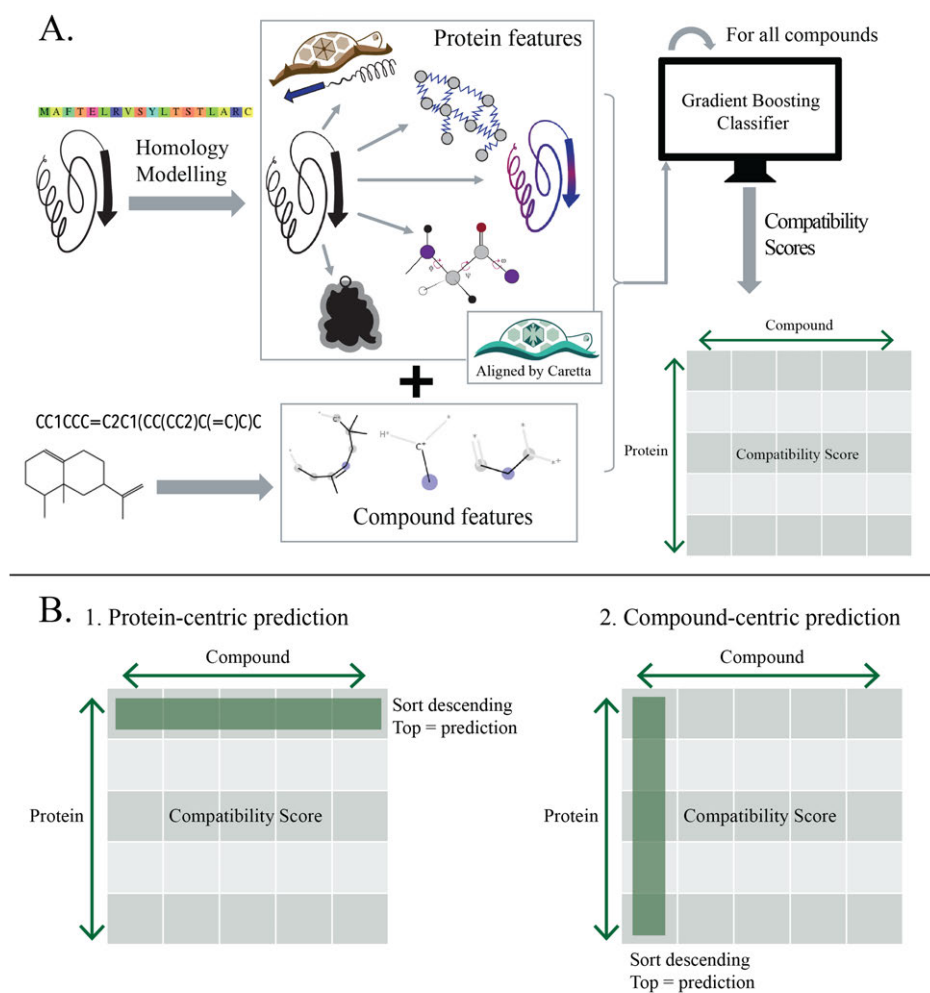 A.
Protein features
For all compounds
MAFTELRVSYLTSTLARC
Homology
Modelling
Gradient Boosting
Classifier
Compatibility
Scores
Aligned by Caretta
+
CC1CCC=C2C1(CC(CC2)C(=C)C)C
H*
C*
C*
Compound features
Compound
Protein
Compatibility Score
B.
1. Protein-centric prediction
Compound
Sort descending
Top = prediction
Protein
Compatibility Score
2. Compound-centric prediction
Compound
Protein
Compatibility Score
Sort descending
Top = prediction